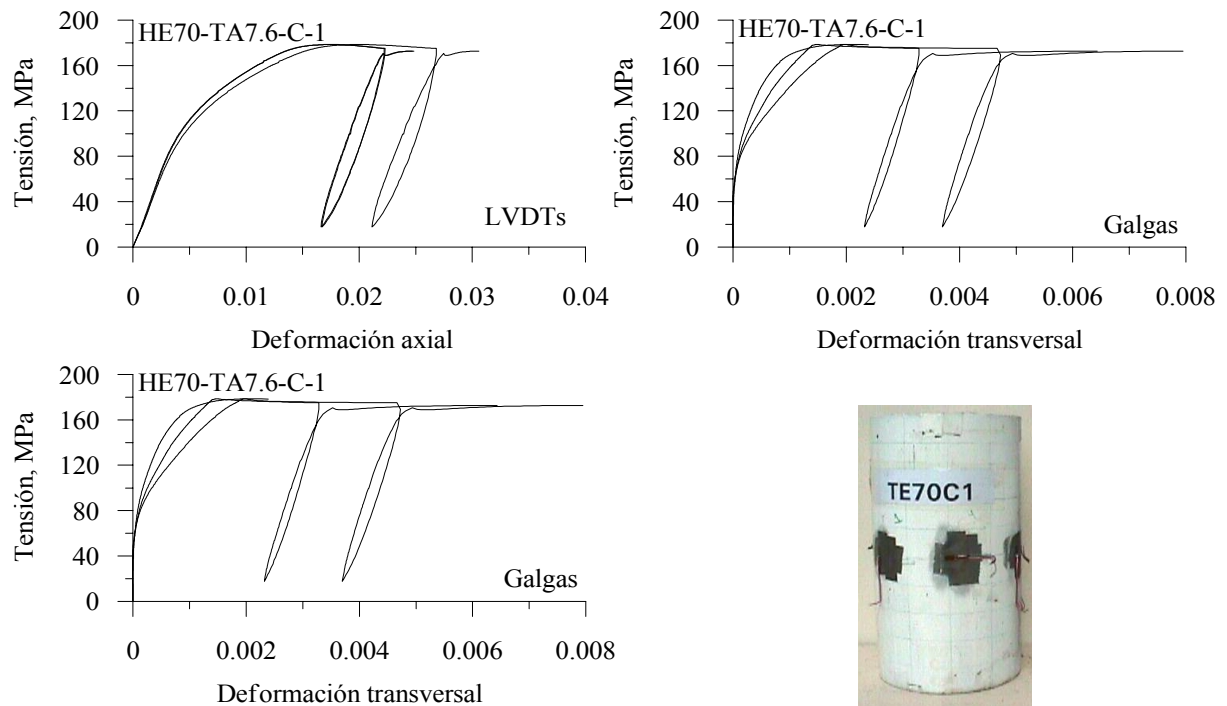 HE70-TA7.6-C-1
Tensión, MPa
200
160
120
80
40
0
0
0.01
0.02
0.03
0.04
LVDTs
Deformación axial
HE70-TA7.6-C-1
Tensión, MPa
200
160
120
80
40
0
0
0.002
0.004
0.006
0.008
Galgas
Deformación transversal
HE70-TA7.6-C-1
Tensión, MPa
200
160
120
80
40
0
0
0.002
0.004
0.006
0.008
Galgas
Deformación transversal
TE70C1